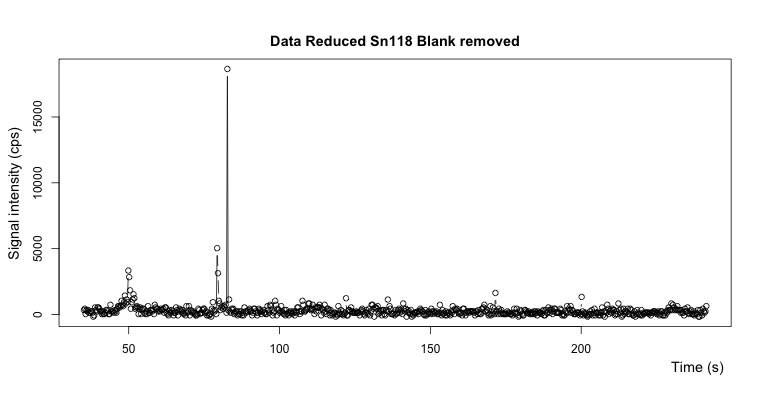 Data Reduced Sn118 Blank removed
Signal intensity (cps)
15000
10000
5000
0
50
100
150
200
Time (s)